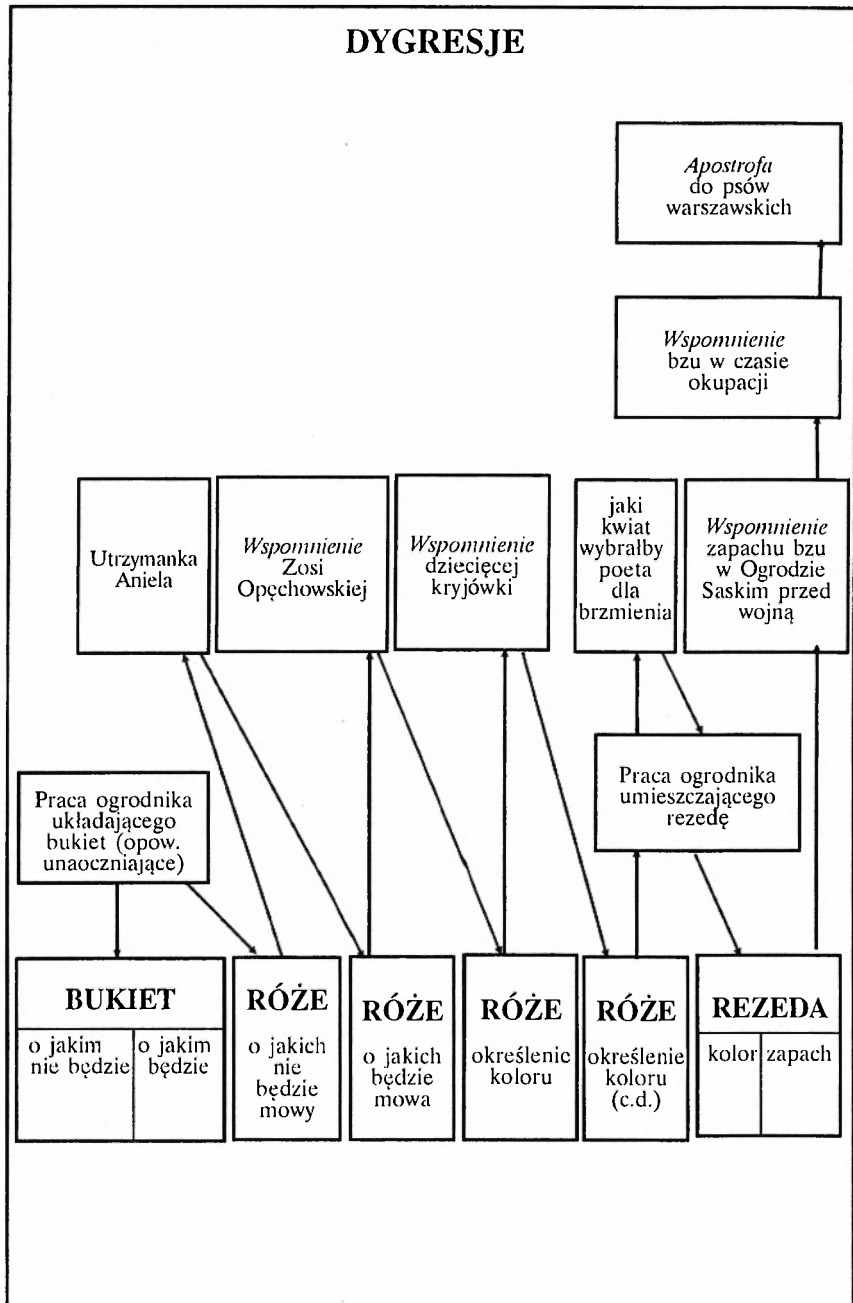 DYGRESJE
Apostrofa
do psów
warszawskich
Wspomnienie
bzu w czasie
okupacji
Utrzymanka
Aniela
Wspomnienie
Zosi
Opęchowskiej
Wspomnienie
dziecięcej
kryjówki
jaki
kwiat
wybrałby
poeta
dla
brzmienia
Wspomnienie
zapachu bzu
w Ogrodzie
Saskim przed
wojną
Praca ogrodnika
układającego
bukiet (opow.
unaoczniające)
Praca ogrodnika
umieszczającego
rezedę
BUKIET
o jakim
nie będzie
o jakim
będzie
RÓŻE
o jakich
nie
będzie
mowy
RÓŻE
o jakich
będzie
mowa
RÓŻE
określenie
koloru
RÓŻE
określenie
koloru
(c.d.)
REZEDA
kolor
zapach